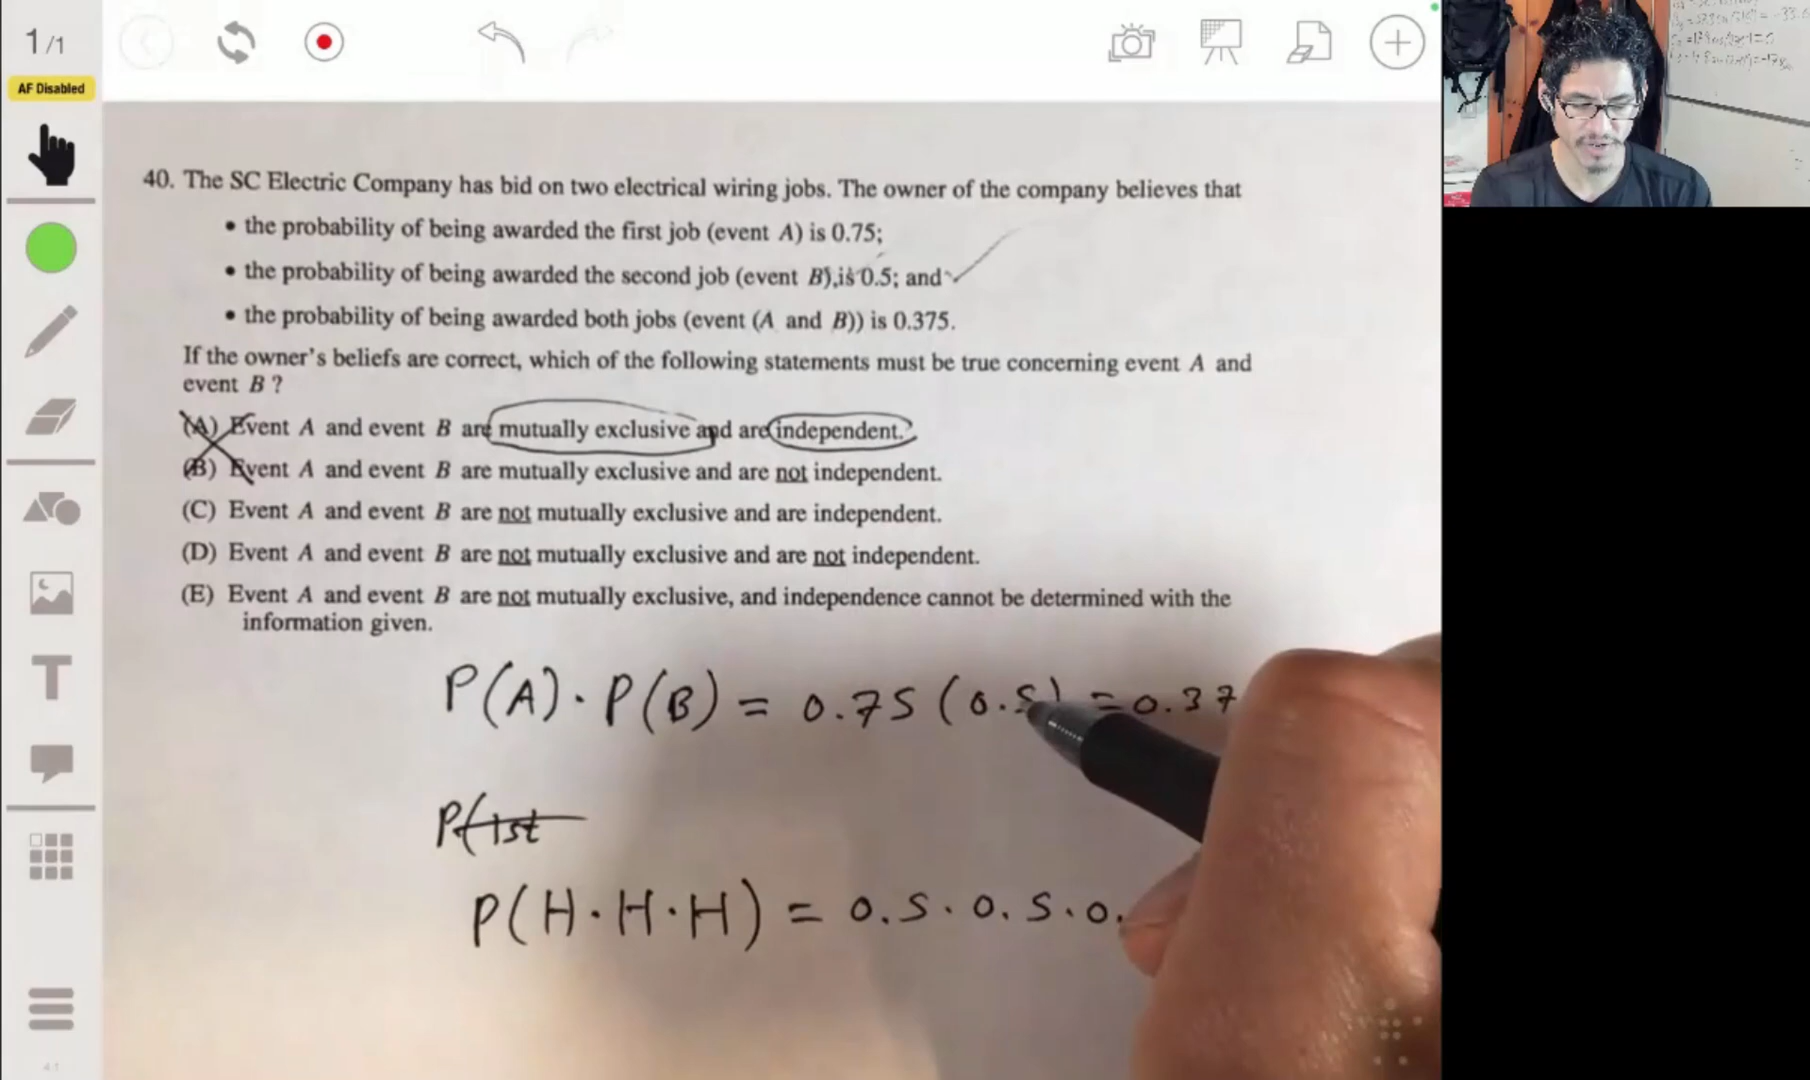 1/1
AF Disabled
40. The SC Electric Company has bid on two electrical wiring jobs. The owner of the company believes that
• the probability of being awarded the first job (event A) is 0.75;
• the probability of being awarded the second job (event B) is 0.5; and
• the probability of being awarded both jobs (event (A and B)) is 0.375.
If the owner's beliefs are correct, which of the following statements must be true concerning event A and
event B ?
(A) Event A and event B are mutually exclusive and are independent.
(B) Event A and event B are mutually exclusive and are not independent.
(C) Event A and event B are not mutually exclusive and are independent.
(D) Event A and event B are not mutually exclusive and are not independent.
(E) Event A and event B are not mutually exclusive, and independence cannot be determined with the
information given.
P(A) · P(B) = 0.75 (0.5) = 0.37
P(1st
P(H·H·H) = 0.5 · 0.5 · 0.
T